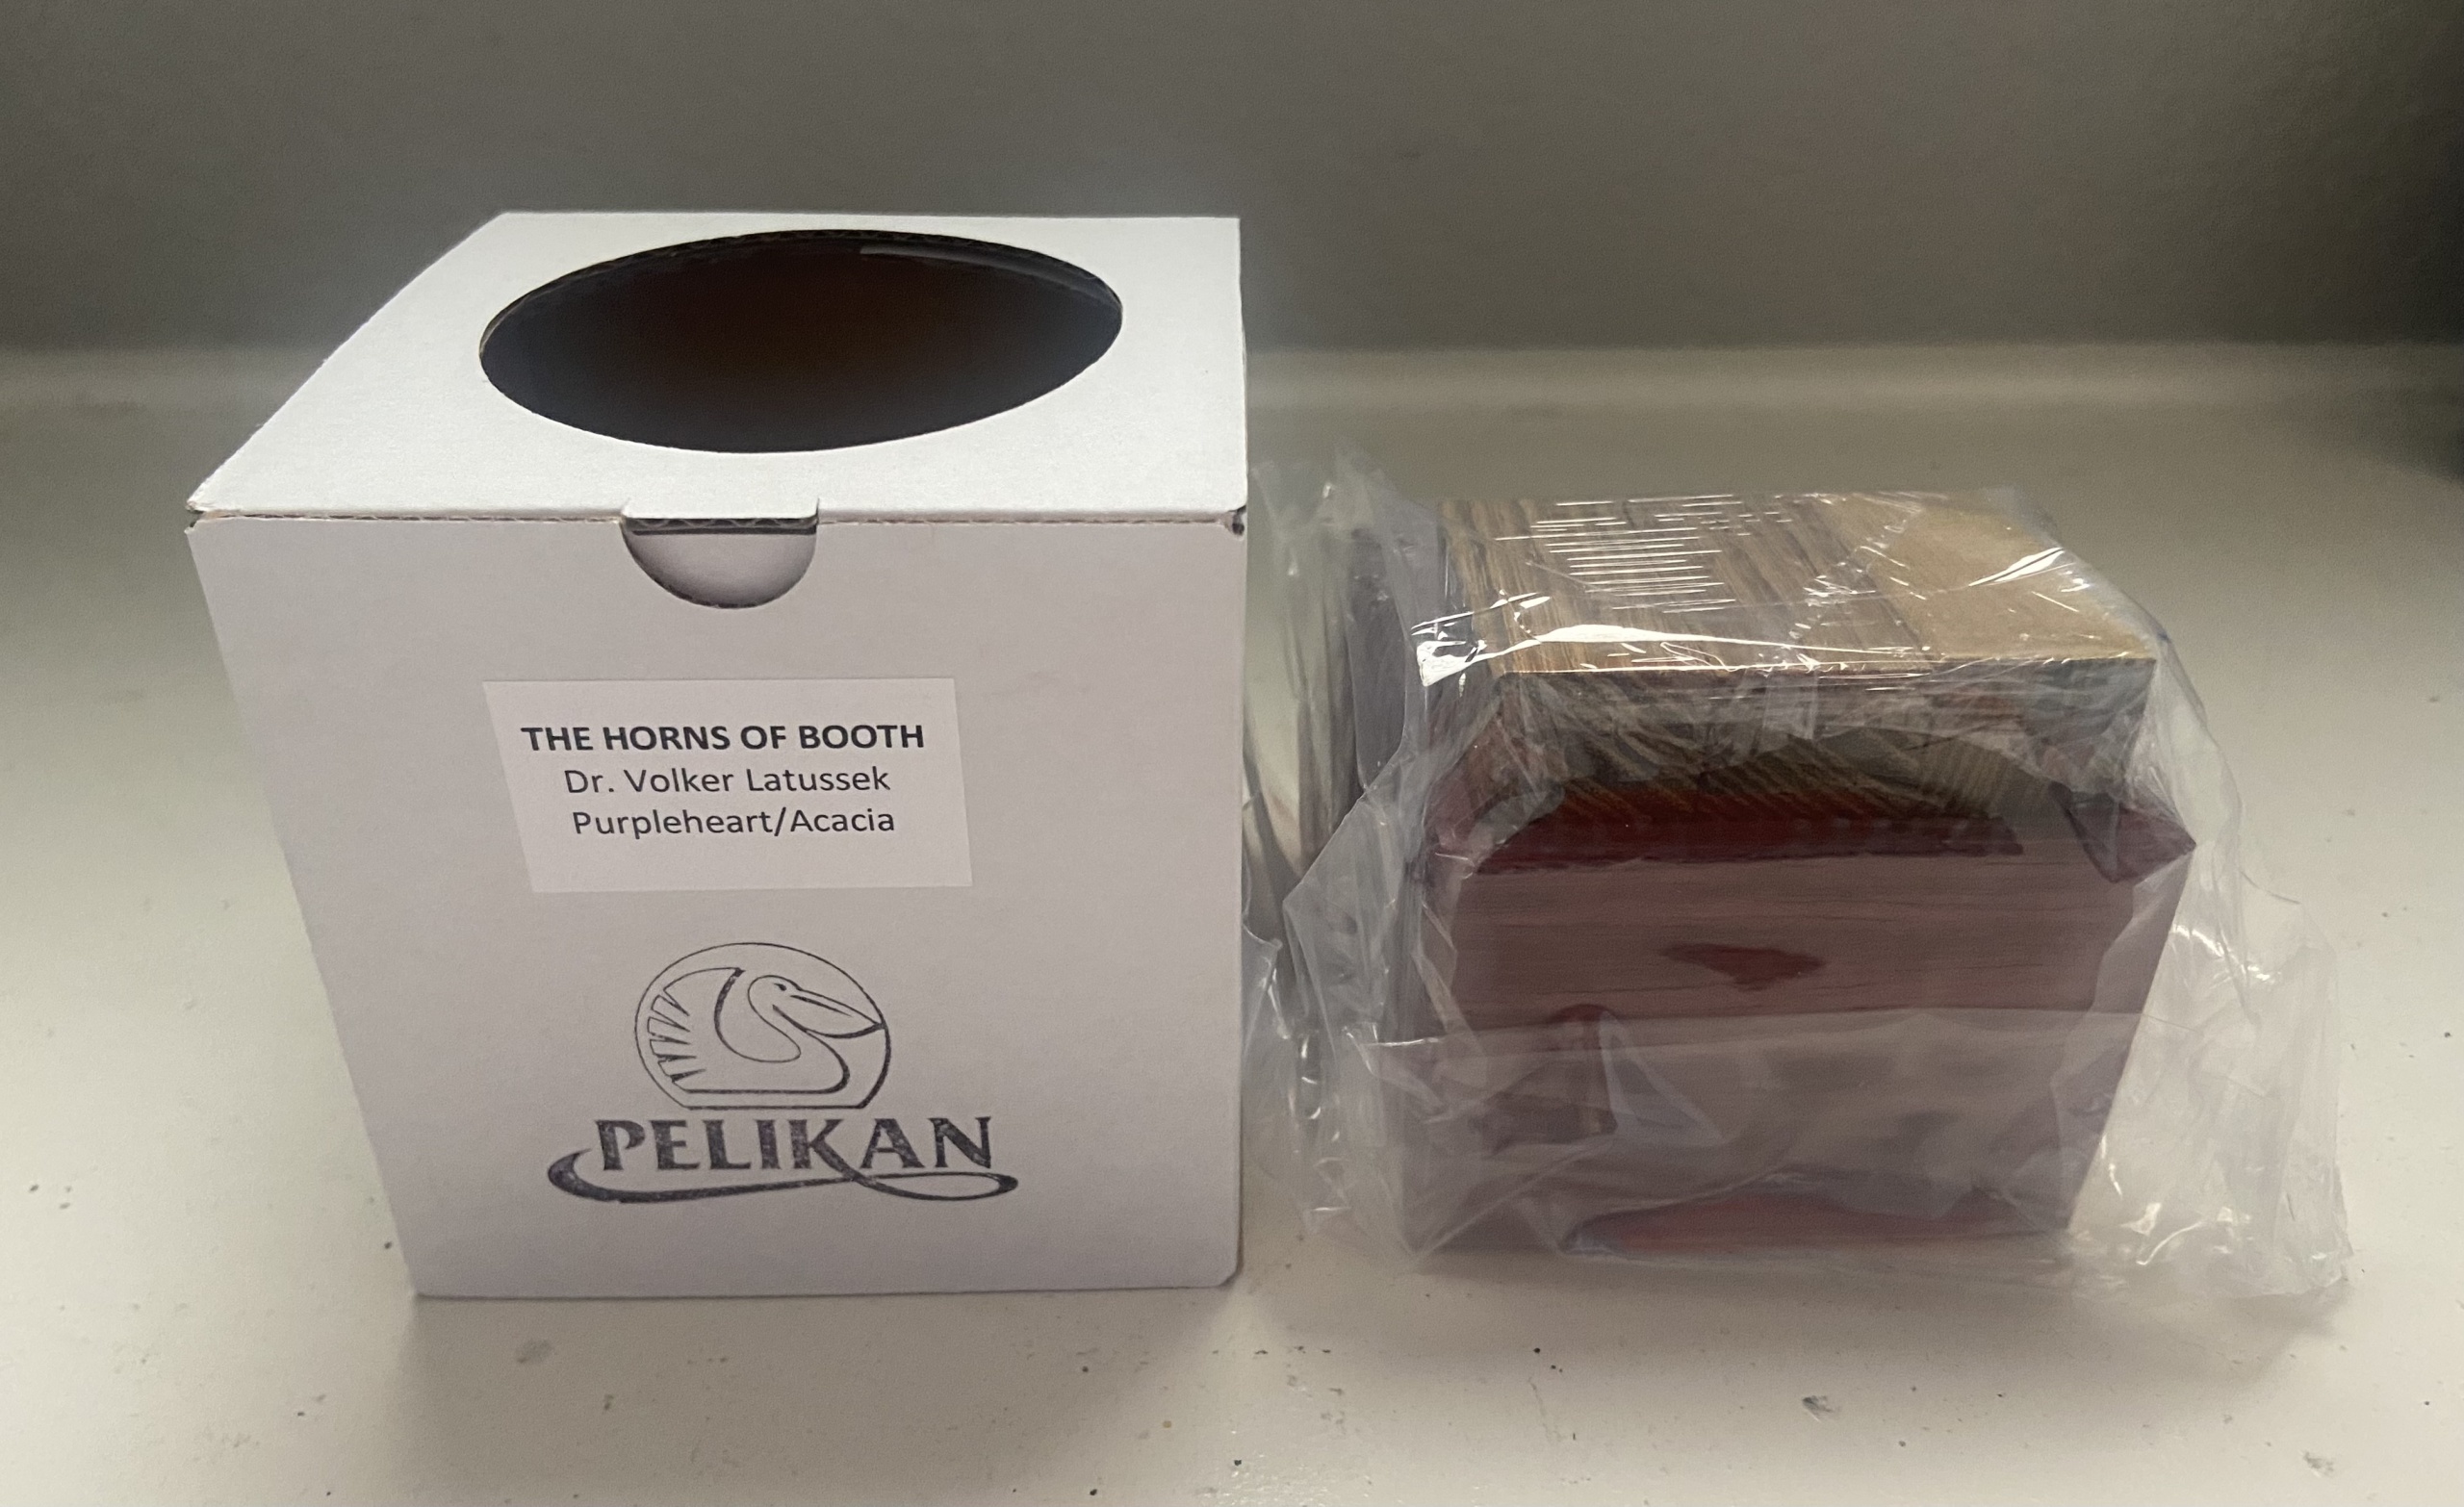 THE HORNS OF BOOTH
Dr. Volker Latussek
Purpleheart/Acacia
PELIKAN